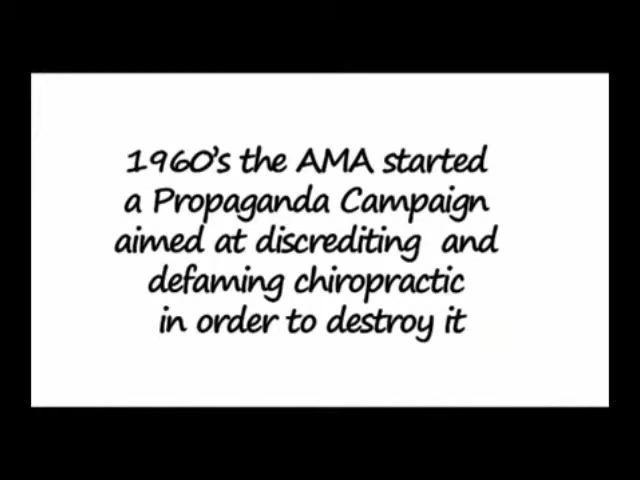 1960's the AMA started
a Propaganda Campaign
aimed at discrediting and
defaming chiropractic
in order to destroy it